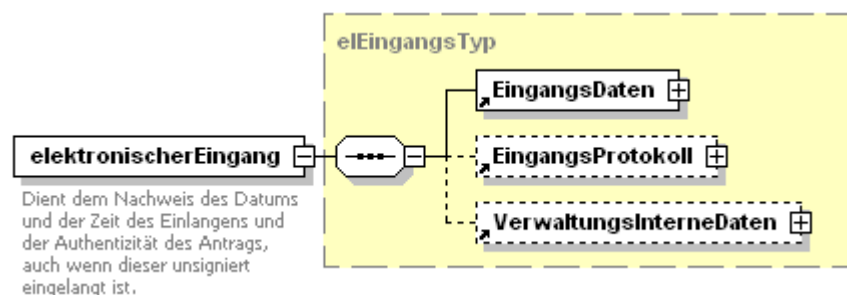 elEingangsTyp
EingangsDaten
elektronischerEingang
EingangsProtokoll
VerwaltungsInterneDaten
Dient dem Nachweis des Datums
und der Zeit des Einlangens und
der Authentizität des Antrags,
auch wenn dieser unsigniert
eingelangt ist.